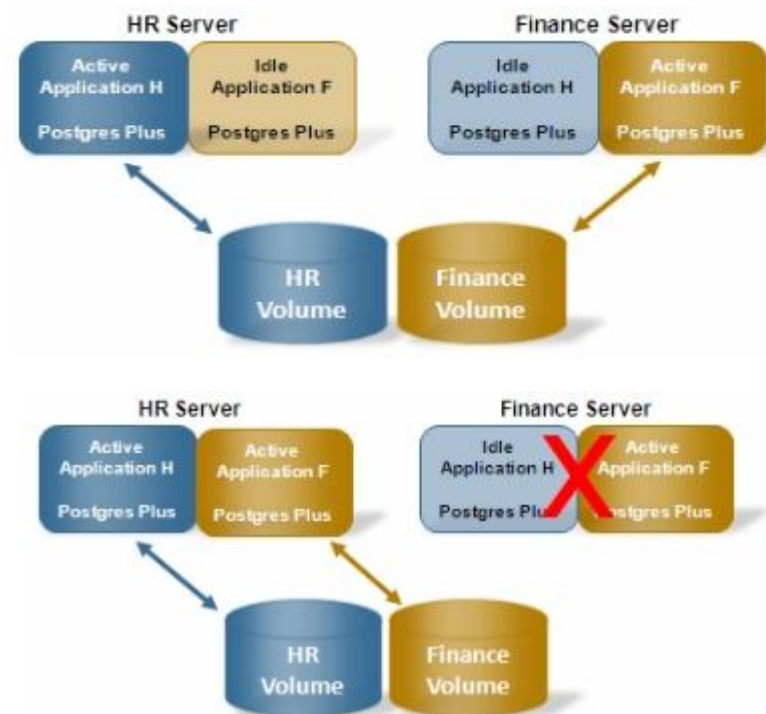 HR Server
Finance Server
Active
Application H
Postgres Plus
Idle
Application F
Postgres Plus
Idle
Application H
Postgres Plus
Active
Application F
Postgres Plus
HR
Volume
Finance
Volume
HR Server
Finance Server
Active
Application H
Postgres Plus
Active
Application F
Postgres Plus
Idle
Application H
Postgres Plus
Active
Application F
Postgres Plus
HR
Volume
Finance
Volume